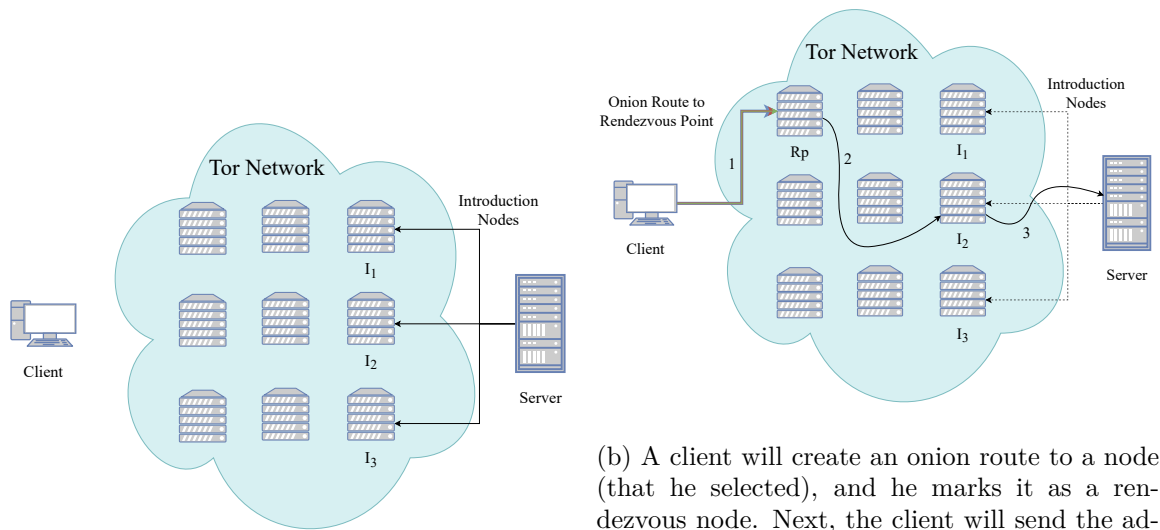 Tor Network
Introduction
Nodes
I1
I2
I3
Client
Server
Tor Network
Onion Route to
Rendezvous Point
Introduction
Nodes
1
Rp
2
I1
Client
I2
3
Server
I3
(b) A client will create an onion route to a node
(that he selected), and he marks it as a ren-
dezvous node. Next, the client will send the ad-